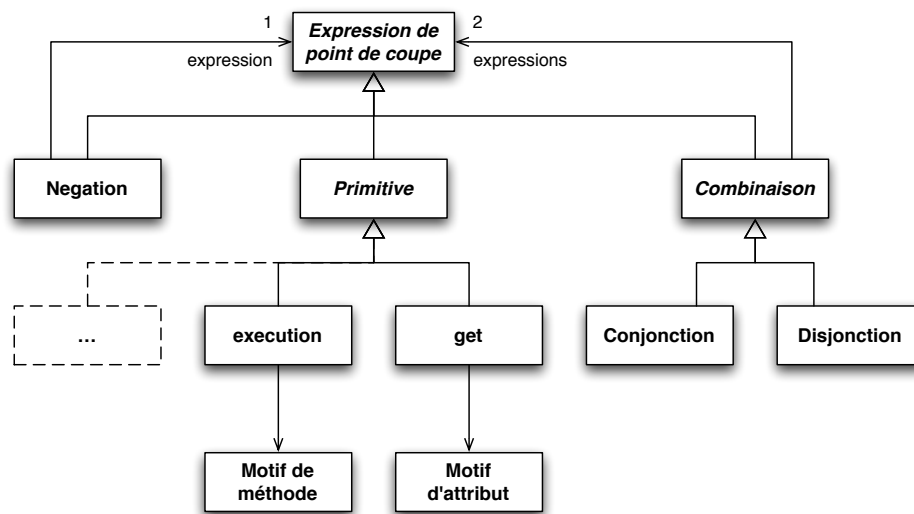 1
Expression de
point de coupe
2
expression
expressions
Negation
Primitive
Combinaison
...
execution
get
Conjonction
Disjonction
Motif de
méthode
Motif
d'attribut